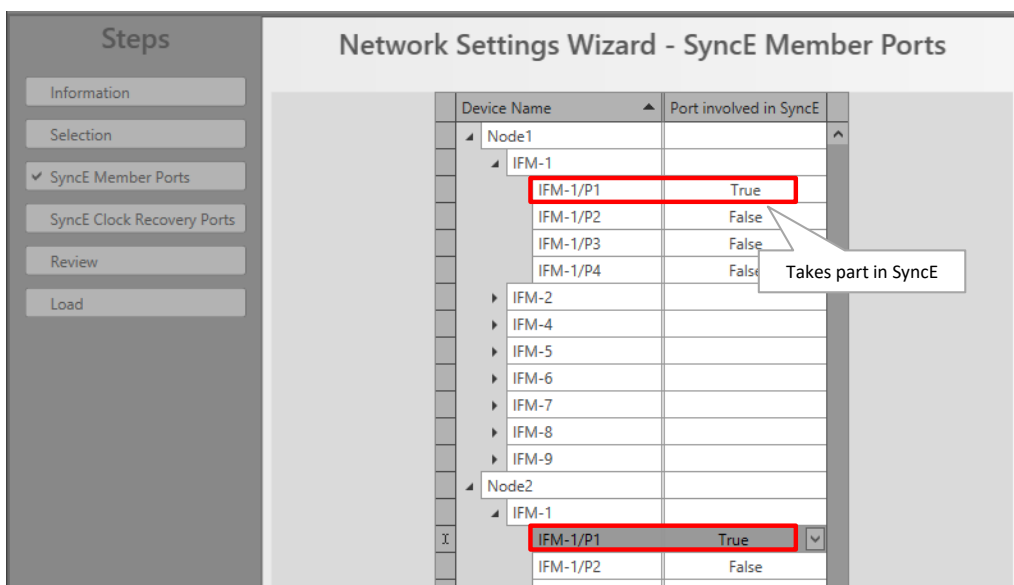 Steps
Information
Selection
SyncE Member Ports
SyncE Clock Recovery Ports
Review
Load
Network Settings Wizard - SyncE Member Ports
Device Name Port involved in SyncE
Node1
IFM-1
IFM-1/P1 True
IFM-1/P2 False
IFM-1/P3 False
IFM-1/P4 False
Takes part in SyncE
IFM-2
IFM-4
IFM-5
IFM-6
IFM-7
IFM-8
IFM-9
Node2
IFM-1
IFM-1/P1 True
IFM-1/P2 False